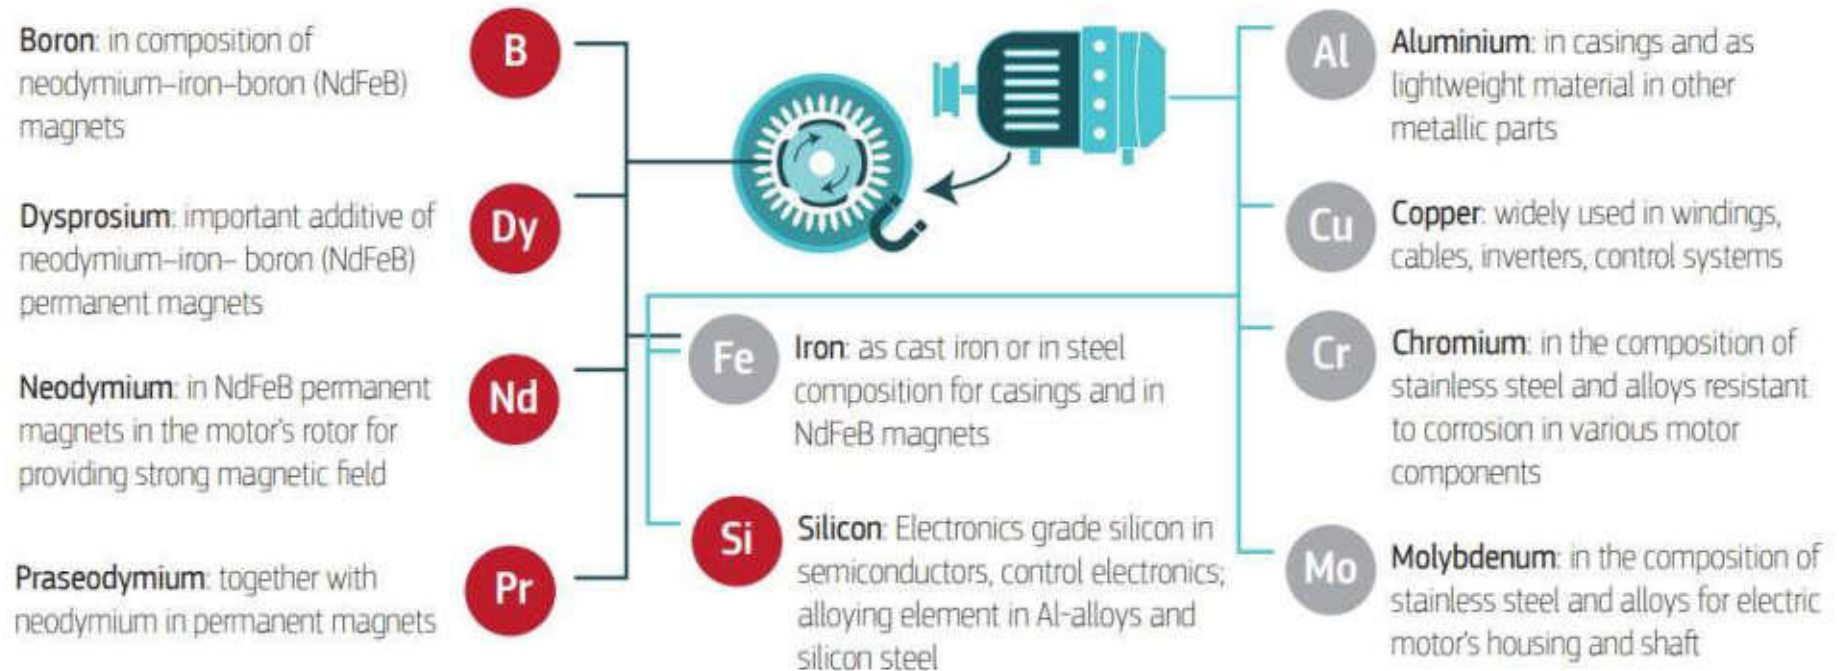 B
Boron: in composition of
neodymium–iron–boron (NdFeB)
magnets
Dy
Dysprosium: important additive of
neodymium–iron– boron (NdFeB)
permanent magnets
Nd
Neodymium: in NdFeB permanent
magnets in the motor's rotor for
providing strong magnetic field
Pr
Praseodymium: together with
neodymium in permanent magnets
Fe
Iron: as cast iron or in steel
composition for casings and in
NdFeB magnets
Si
Silicon: Electronics grade silicon in
semiconductors, control electronics;
alloying element in Al-alloys and
silicon steel
Al
Aluminium: in casings and as
lightweight material in other
metallic parts
Cu
Copper: widely used in windings,
cables, inverters, control systems
Cr
Chromium: in the composition of
stainless steel and alloys resistant
to corrosion in various motor
components
Mo
Molybdenum: in the composition of
stainless steel and alloys for electric
motor's housing and shaft